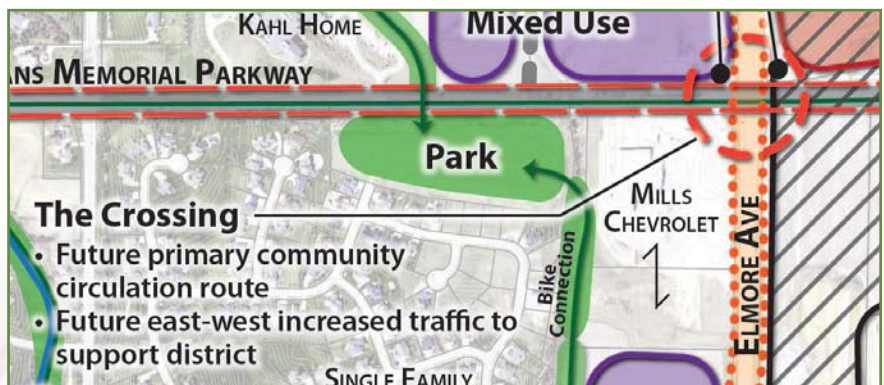 KAHL HOME
Mixed Use
ANS MEMORIAL PARKWAY
Park
The Crossing
• Future primary community
circulation route
• Future east-west increased traffic to
support district
MILLS
CHEVROLET
Bike
Connection
ELMORE AVE
SINGLE FAMILY